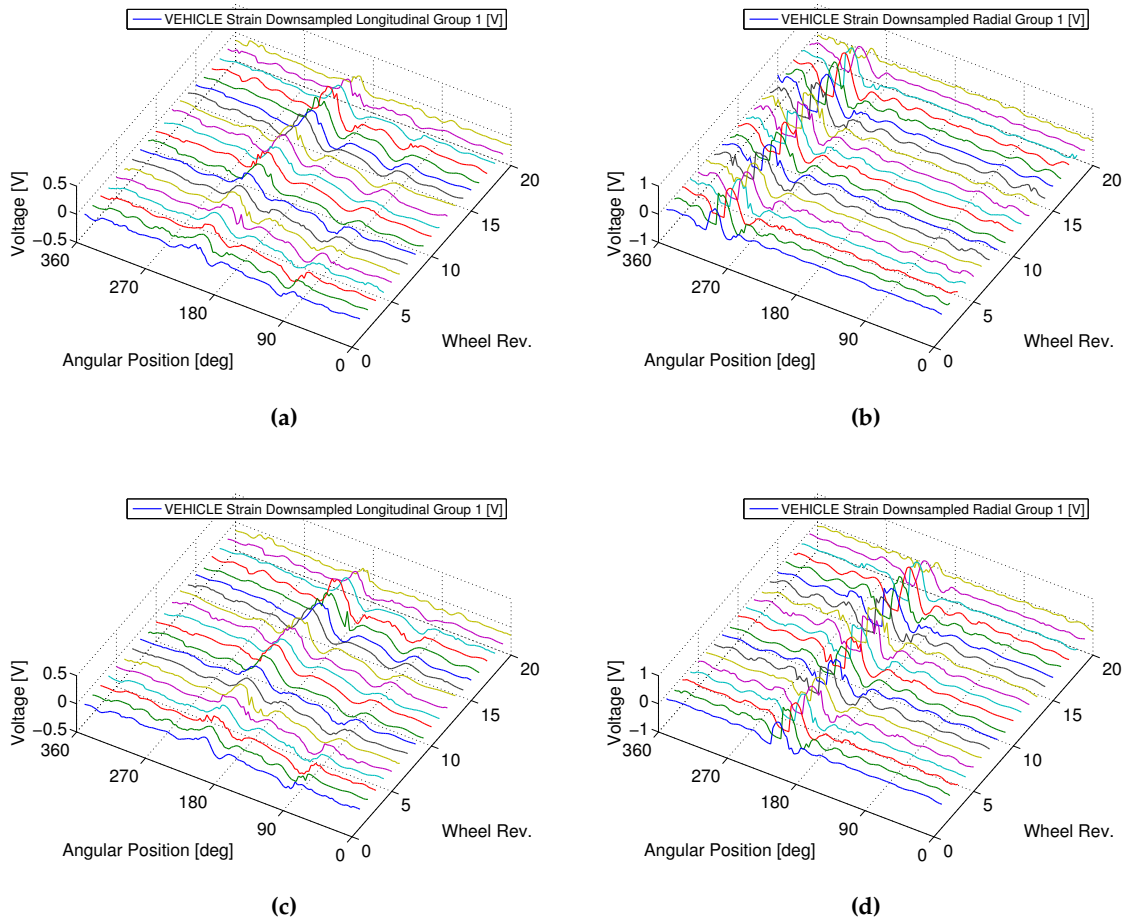 VEHICLE Strain Downsampled Longitudinal Group 1 [V]
Voltage [V]
0.5
0
−0.5
360
270
180
90
0
Angular Position [deg]
0
5
10
15
20
Wheel Rev.
(a)
VEHICLE Strain Downsampled Radial Group 1 [V]
Voltage [V]
1
0
−1
360
270
180
90
0
Angular Position [deg]
0
5
10
15
20
Wheel Rev.
(b)
VEHICLE Strain Downsampled Longitudinal Group 1 [V]
Voltage [V]
0.5
0
−0.5
360
270
180
90
0
Angular Position [deg]
0
5
10
15
20
Wheel Rev.
(c)
VEHICLE Strain Downsampled Radial Group 1 [V]
Voltage [V]
1
0
−1
360
270
180
90
0
Angular Position [deg]
0
5
10
15
20
Wheel Rev.
(d)